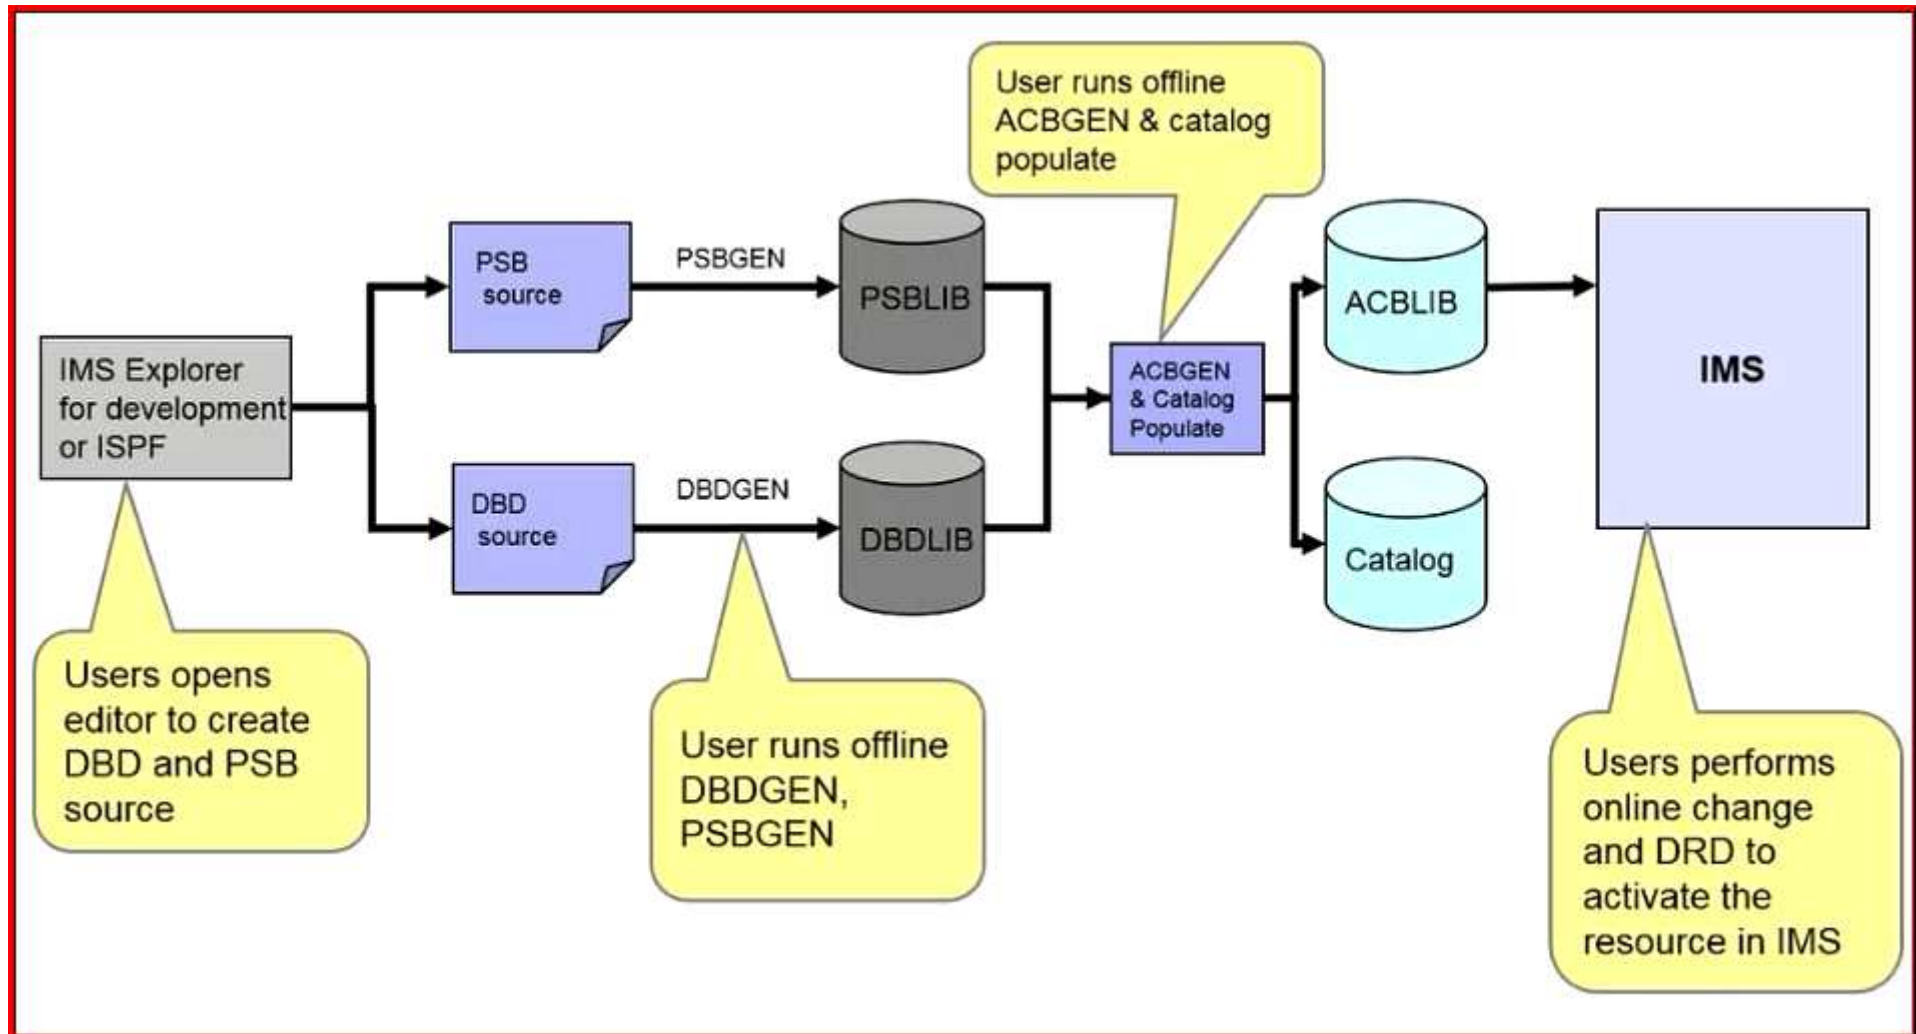 User runs offline
ACBGEN & catalog
populate
PSB
source
PSBGEN
PSBLIB
ACBLIB
IMS
IMS Explorer
for development
or ISPF
ACBGEN
& Catalog
Populate
DBD
source
DBDGEN
DBDLIB
Catalog
Users opens
editor to create
DBD and PSB
source
User runs offline
DBDGEN,
PSBGEN
Users performs
online change
and DRD to
activate the
resource in IMS